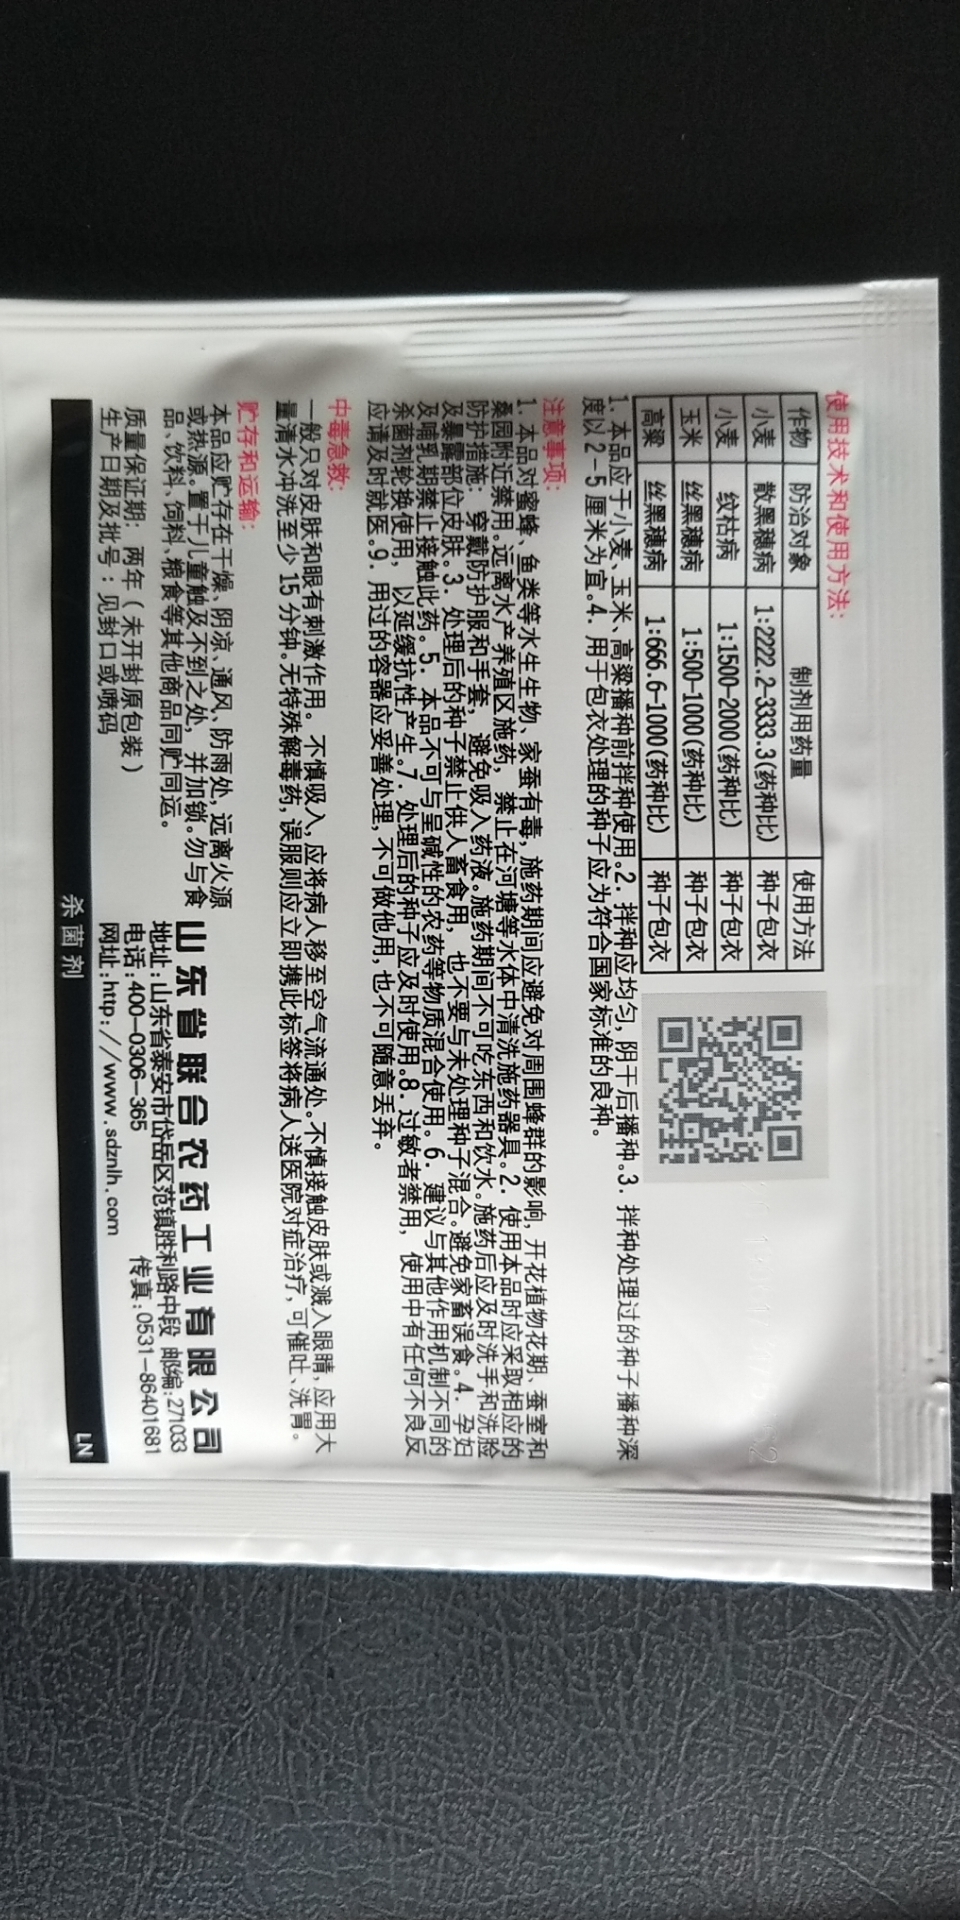 使用技术和使用方法:
作物 防治对象 制剂用药量 使用方法
小麦 散黑穗病 1:2222.2-3333.3(药种比) 种子包衣
小麦 纹枯病 1:1500-2000(药种比) 种子包衣
玉米 丝黑穗病 1:500-1000(药种比) 种子包衣
高粱 丝黑穗病 1:666.6-1000(药种比) 种子包衣
1. 本品应于小麦、玉米、高粱播种前拌种使用。2. 拌种应均匀, 阴干后播种。3. 拌种处理过的种子播种深
度以 2-5 厘米为宜。4. 用于包衣处理的种子应为符合国家标准的良种。
注意事项:
1. 本品对蜜蜂、鱼类等水生生物、家蚕有毒, 施药期间应避免对周围蜂群的影响, 开花植物花期、蚕室和
桑园附近禁用。远离水产养殖区施药, 禁止在河塘等水体中清洗施药器具。2. 使用本品时应采取相应的
防护措施: 穿戴防护服和手套, 避免吸入药液。施药期间不可吃东西和饮水。施药后应及时洗手和洗脸
及暴露部位皮肤。3. 处理后的种子禁止供人畜食用, 也不要与未处理种子混合。避免家畜误食。4. 孕妇
及哺乳期禁止接触此药。5. 本品不可与呈碱性的农药等物质混合使用。6. 建议与其他作用机制不同的
杀菌剂轮换使用, 以延缓抗性产生。7. 处理后的种子应及时使用。8. 过敏者禁用, 使用中有任何不良反
应请及时就医。9. 用过的容器应妥善处理, 不可做他用, 也不可随意丢弃。
中毒急救:
一般只对皮肤和眼有刺激作用。不慎吸入, 应将病人移至空气流通处。不慎接触皮肤或溅入眼睛, 应用大
量清水冲洗至少 15 分钟。无特殊解毒药, 误服则应立即携此标签将病人送医院对症治疗, 可催吐、洗胃。
贮存和运输:
本品应贮存在干燥、阴凉、通风、防雨处, 远离火源
或热源。置于儿童触及不到之处, 并加锁。勿与食
品、饮料、饲料、粮食等其他商品同贮同运。
质量保证期: 两年 (未开封原包装)
生产日期及批号: 见封口或喷码
山东省联合农药工业有限公司
地址: 山东省泰安市岱岳区范镇胜利路中段 邮编: 271033
电话: 400-0306-365 传真: 0531-86401681
网址: http://www.sdznlh.com
杀菌剂
LN